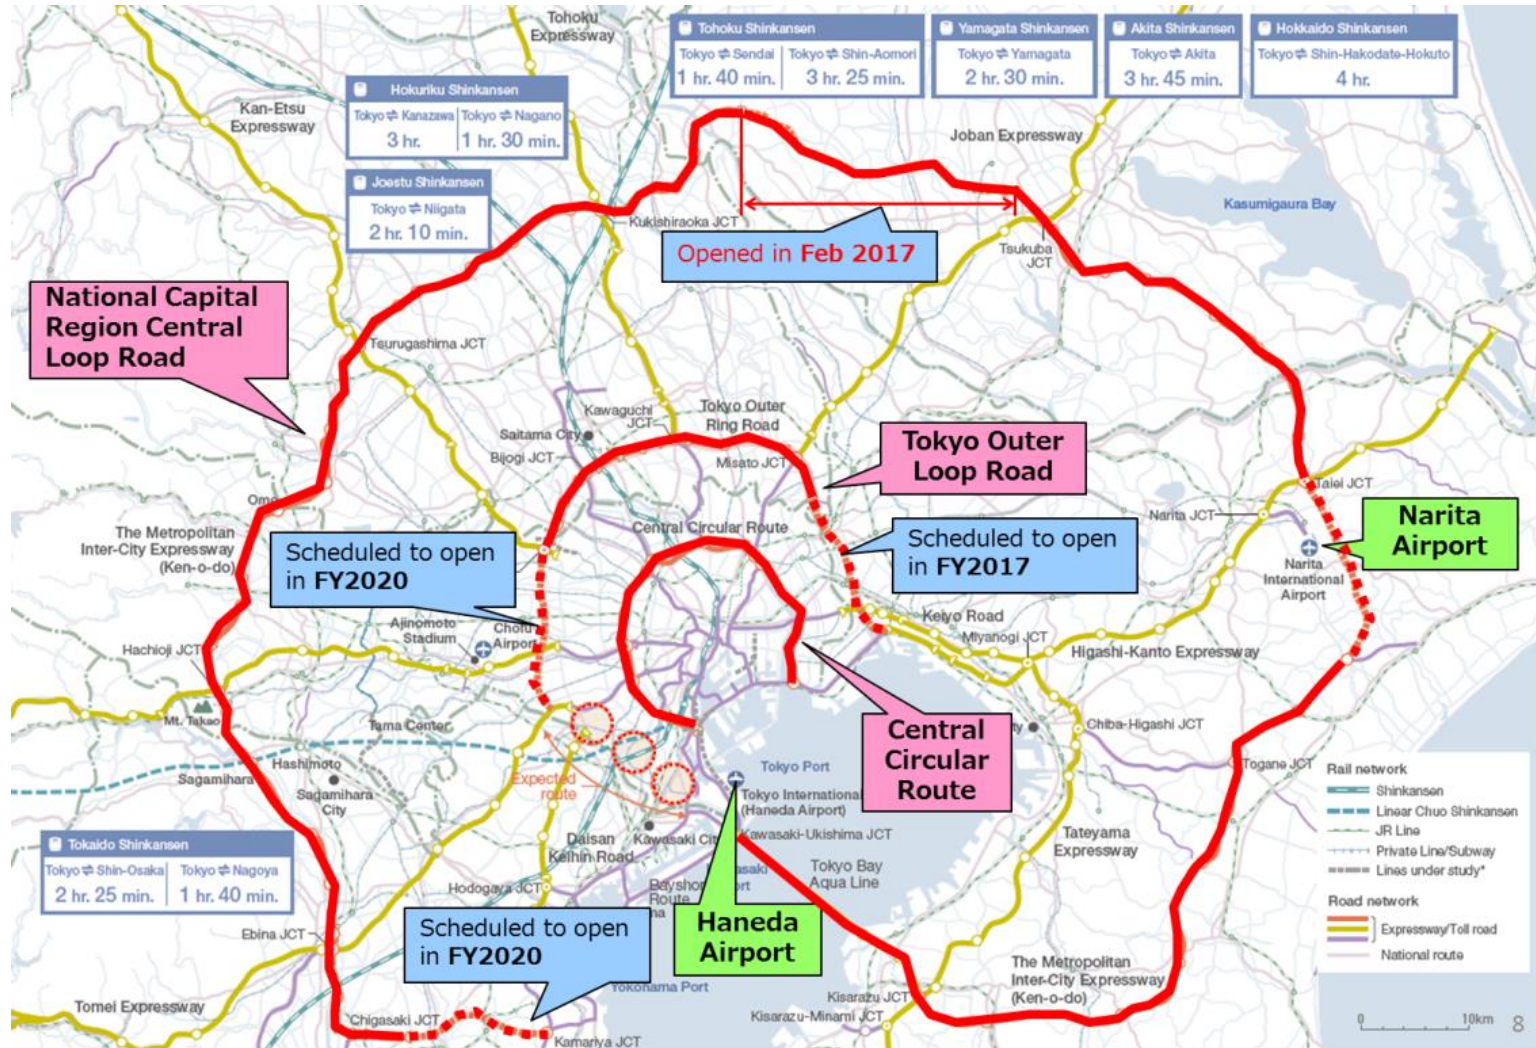 Tohoku
Expressway
Tohoku Shinkansen
Tokyo ⇌ Sendai
1 hr. 40 min.
Tokyo ⇌ Shin-Aomori
3 hr. 25 min.
Yamagata Shinkansen
Tokyo ⇌ Yamagata
2 hr. 30 min.
Akita Shinkansen
Tokyo ⇌ Akita
3 hr. 45 min.
Hokkaido Shinkansen
Tokyo ⇌ Shin-Hakodate-Hokuto
4 hr.
Kan-Etsu
Expressway
Hokuriku Shinkansen
Tokyo ⇌ Kanazawa
3 hr.
Tokyo ⇌ Nagano
1 hr. 30 min.
Joban Expressway
Joestu Shinkansen
Tokyo ⇌ Niigata
2 hr. 10 min.
Kukishiraoka JCT
Kasumigaura Bay
Opened in Feb 2017
Tsukuba
JCT
National Capital
Region Central
Loop Road
Tsurugashima JCT
Kawaguchi
JCT
Tokyo Outer
Ring Road
Saitama City
Bijogi JCT
Misato JCT
Tokyo Outer
Loop Road
Taiei JCT
Narita JCT
Narita
Airport
Narita
International
Airport
The Metropolitan
Inter-City Expressway
(Ken-o-do)
Central Circular Route
Scheduled to open
in FY2020
Scheduled to open
in FY2017
Ajinomoto
Stadium
Chofu
Airport
Keiyo Road
Miyanogi JCT
Higashi-Kanto Expressway
Hachioji JCT
Mt. Takao
Tama Center
Central
Circular
Route
Chiba-Higashi JCT
Hashimoto
Sagamihara
Sagamihara
City
Expected
route
Tokyo Port
Tokyo International
(Haneda Airport)
Togane JCT
Daisan
Keihin Road
Kawasaki City
Kawasaki-Ukishima JCT
Tateyama
Expressway
Tokyo Bay
Aqua Line
Tokaido Shinkansen
Tokyo ⇌ Shin-Osaka
2 hr. 25 min.
Tokyo ⇌ Nagoya
1 hr. 40 min.
Hodogaya JCT
Route
Haneda
Airport
Ebina JCT
Scheduled to open
in FY2020
Yokohama Port
The Metropolitan
Inter-City Expressway
(Ken-o-do)
Kisarazu JCT
Kisarazu-Minami JCT
Tomei Expressway
Chigasaki JCT
Kamariya JCT
Rail network
Shinkansen
Linear Chuo Shinkansen
JR Line
Private Line/Subway
Lines under study*
Road network
Expressway/Toll road
National route
0
10km
8